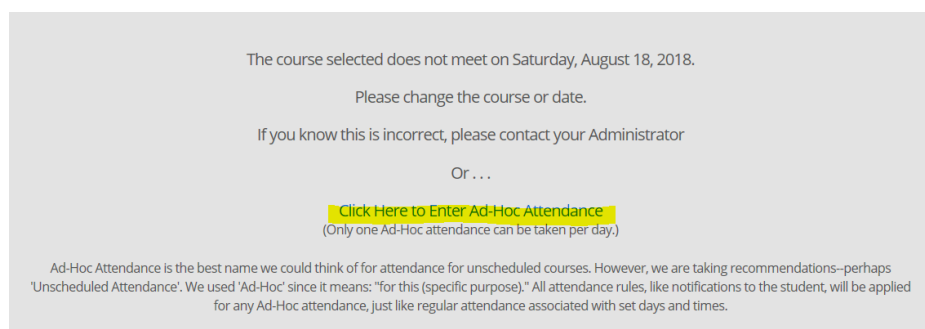 The course selected does not meet on Saturday, August 18, 2018.
Please change the course or date.
If you know this is incorrect, please contact your Administrator
Or . . .
Click Here to Enter Ad-Hoc Attendance
(Only one Ad-Hoc attendance can be taken per day.)
Ad-Hoc Attendance is the best name we could think of for attendance for unscheduled courses. However, we are taking recommendations--perhaps
'Unscheduled Attendance'. We used 'Ad-Hoc' since it means: "for this (specific purpose)." All attendance rules, like notifications to the student, will be applied
for any Ad-Hoc attendance, just like regular attendance associated with set days and times.